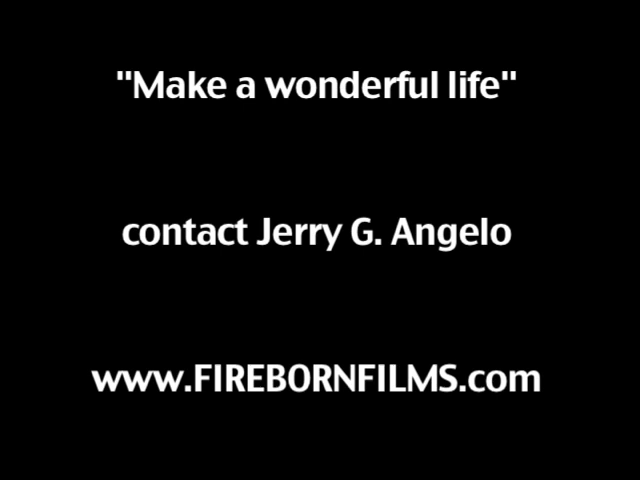 "Make a wonderful life"
contact Jerry G. Angelo
www.FIREBORNFILMS.com